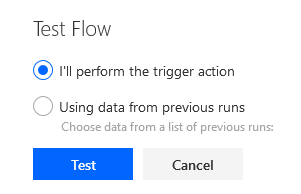 Test Flow
I'll perform the trigger action
Using data from previous runs
Choose data from a list of previous runs:
Test
Cancel